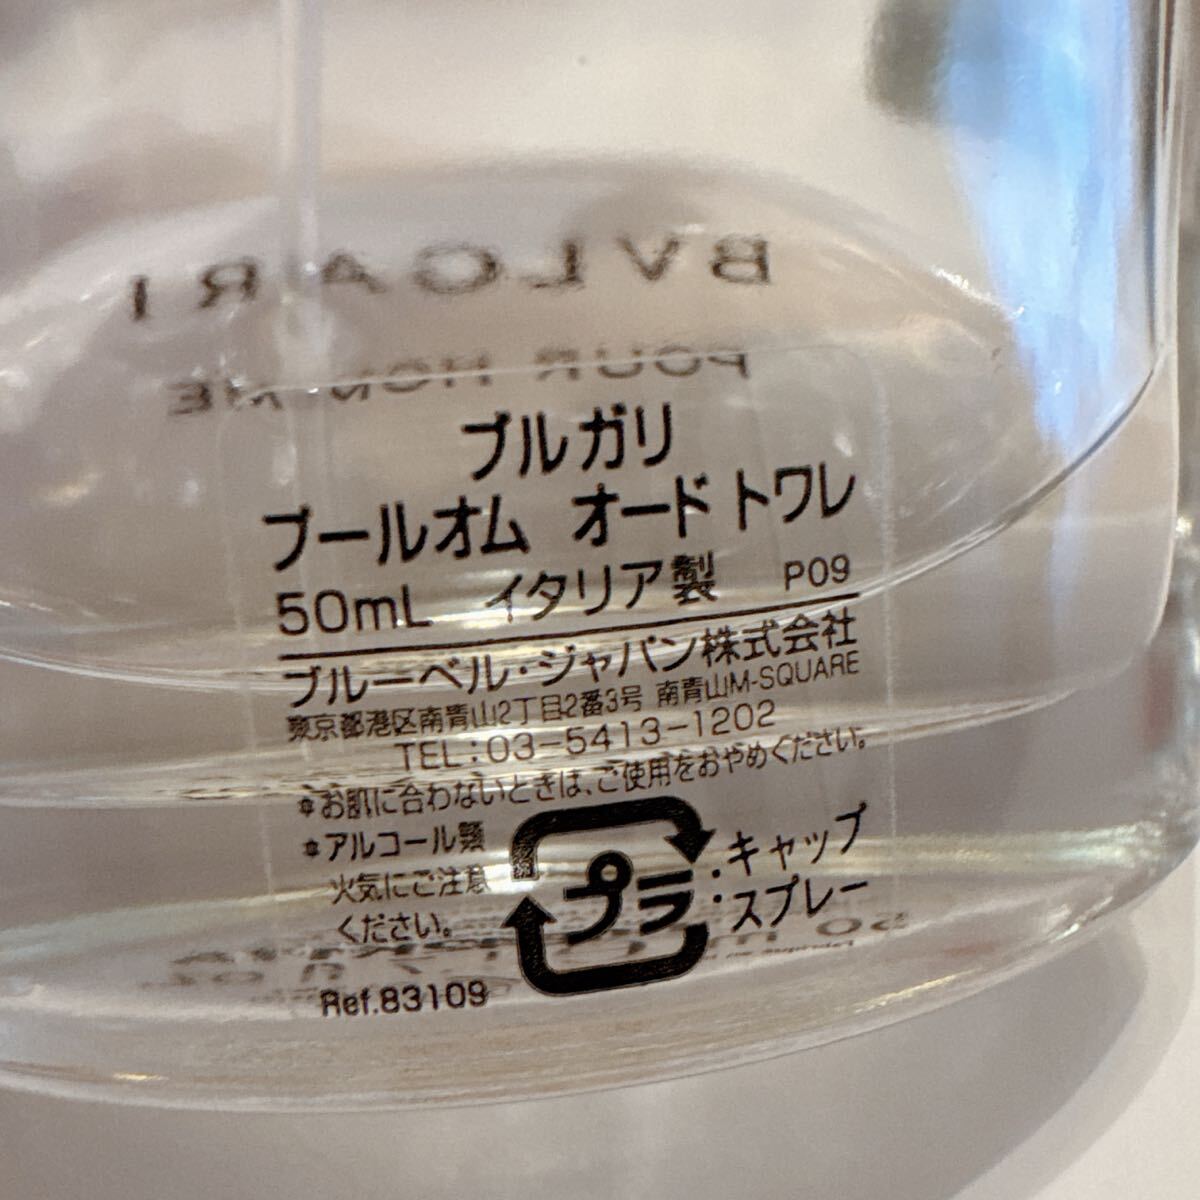 BVLGARI
POUR HOMME
ブルガリ
プールオム オード トワレ
50mL イタリア製 P09
ブルーベル・ジャパン株式会社
東京都港区南青山2丁目2番3号 南青山M-SQUARE
TEL:03-5413-1202
*お肌に合わないときは、ご使用をおやめください。
*アルコール類
火気にご注意
ください。
プラ
:キャップ
:スプレー
Ref.83109